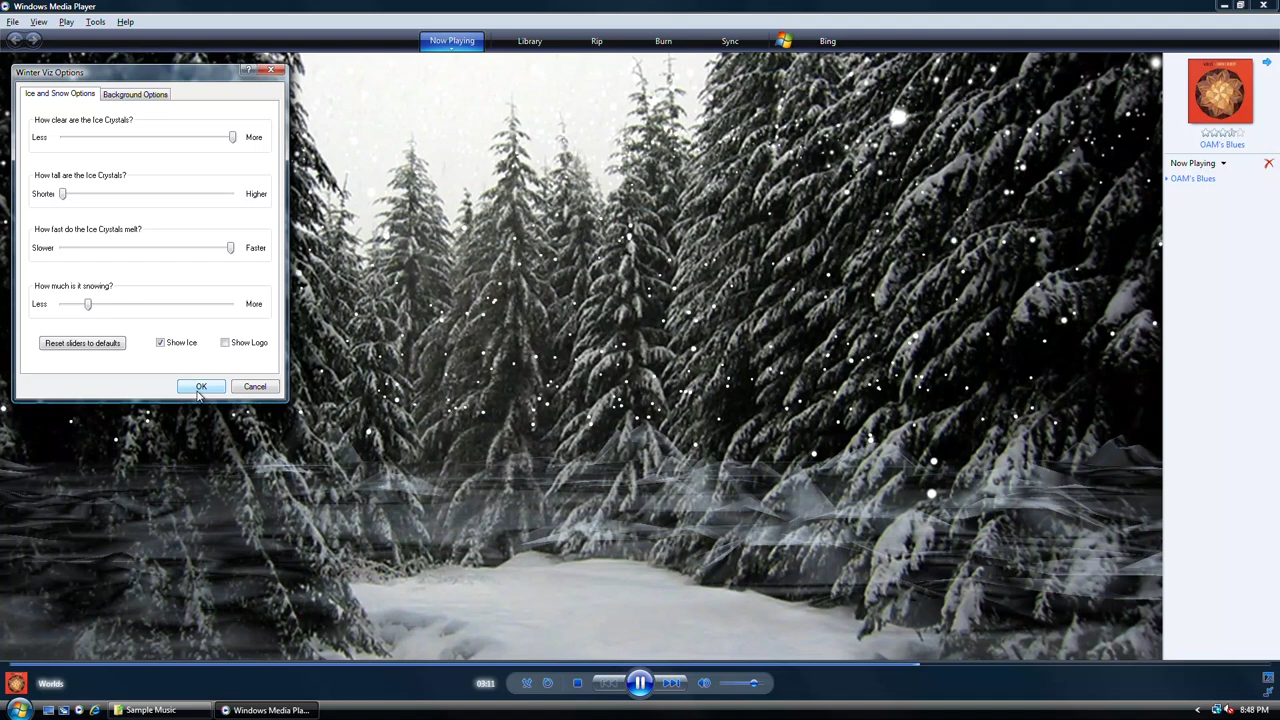 Windows Media Player
File View Play Tools Help
Now Playing Library Rip Burn Sync Bing
Winter Viz Options
Ice and Snow Options Background Options
How clear are the Ice Crystals?
Less More
How tall are the Ice Crystals?
Shorter Higher
How fast do the Ice Crystals melt?
Slower Faster
How much is it snowing?
Less More
Reset sliders to defaults Show Ice Show Logo
OK Cancel
OAM's Blues
Now Playing
OAM's Blues
Worlds 03:11
Sample Music Windows Media Pla... 8:48 PM